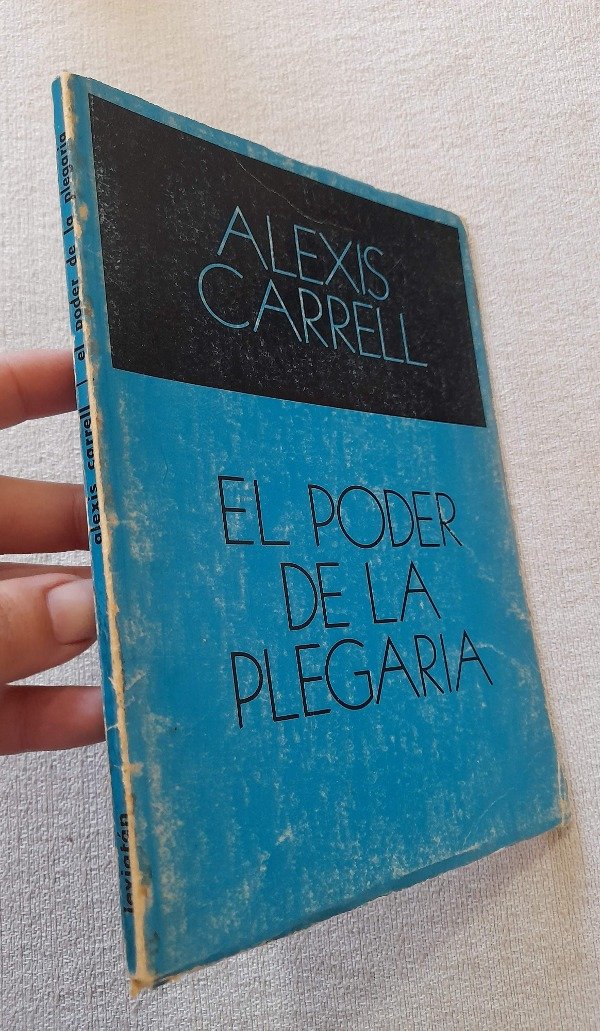 ALEXIS
CARRELL
EL PODER
DE LA
PLEGARIA
alexis carrell / el poder de la plegaria
leviatán